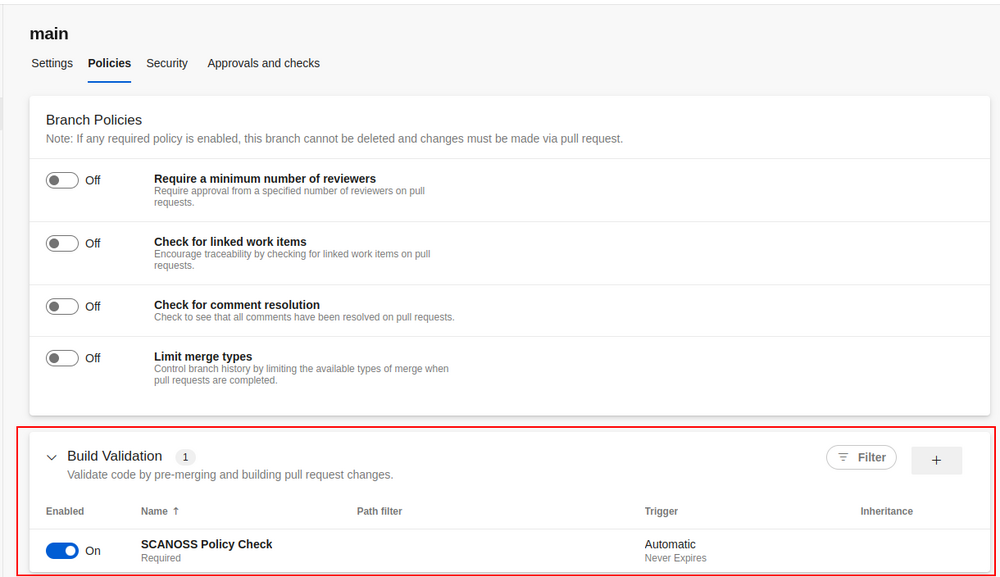 main
Settings Policies Security Approvals and checks
Branch Policies
Note: If any required policy is enabled, this branch cannot be deleted and changes must be made via pull request.
Off Require a minimum number of reviewers
Require approval from a specified number of reviewers on pull
requests.
Off Check for linked work items
Encourage traceability by checking for linked work items on pull
requests.
Off Check for comment resolution
Check to see that all comments have been resolved on pull requests.
Off Limit merge types
Control branch history by limiting the available types of merge when
pull requests are completed.
Build Validation 1 Filter +
Validate code by pre-merging and building pull request changes.
Enabled Name ↑ Path filter Trigger Inheritance
On SCANOSS Policy Check Automatic
Required Never Expires